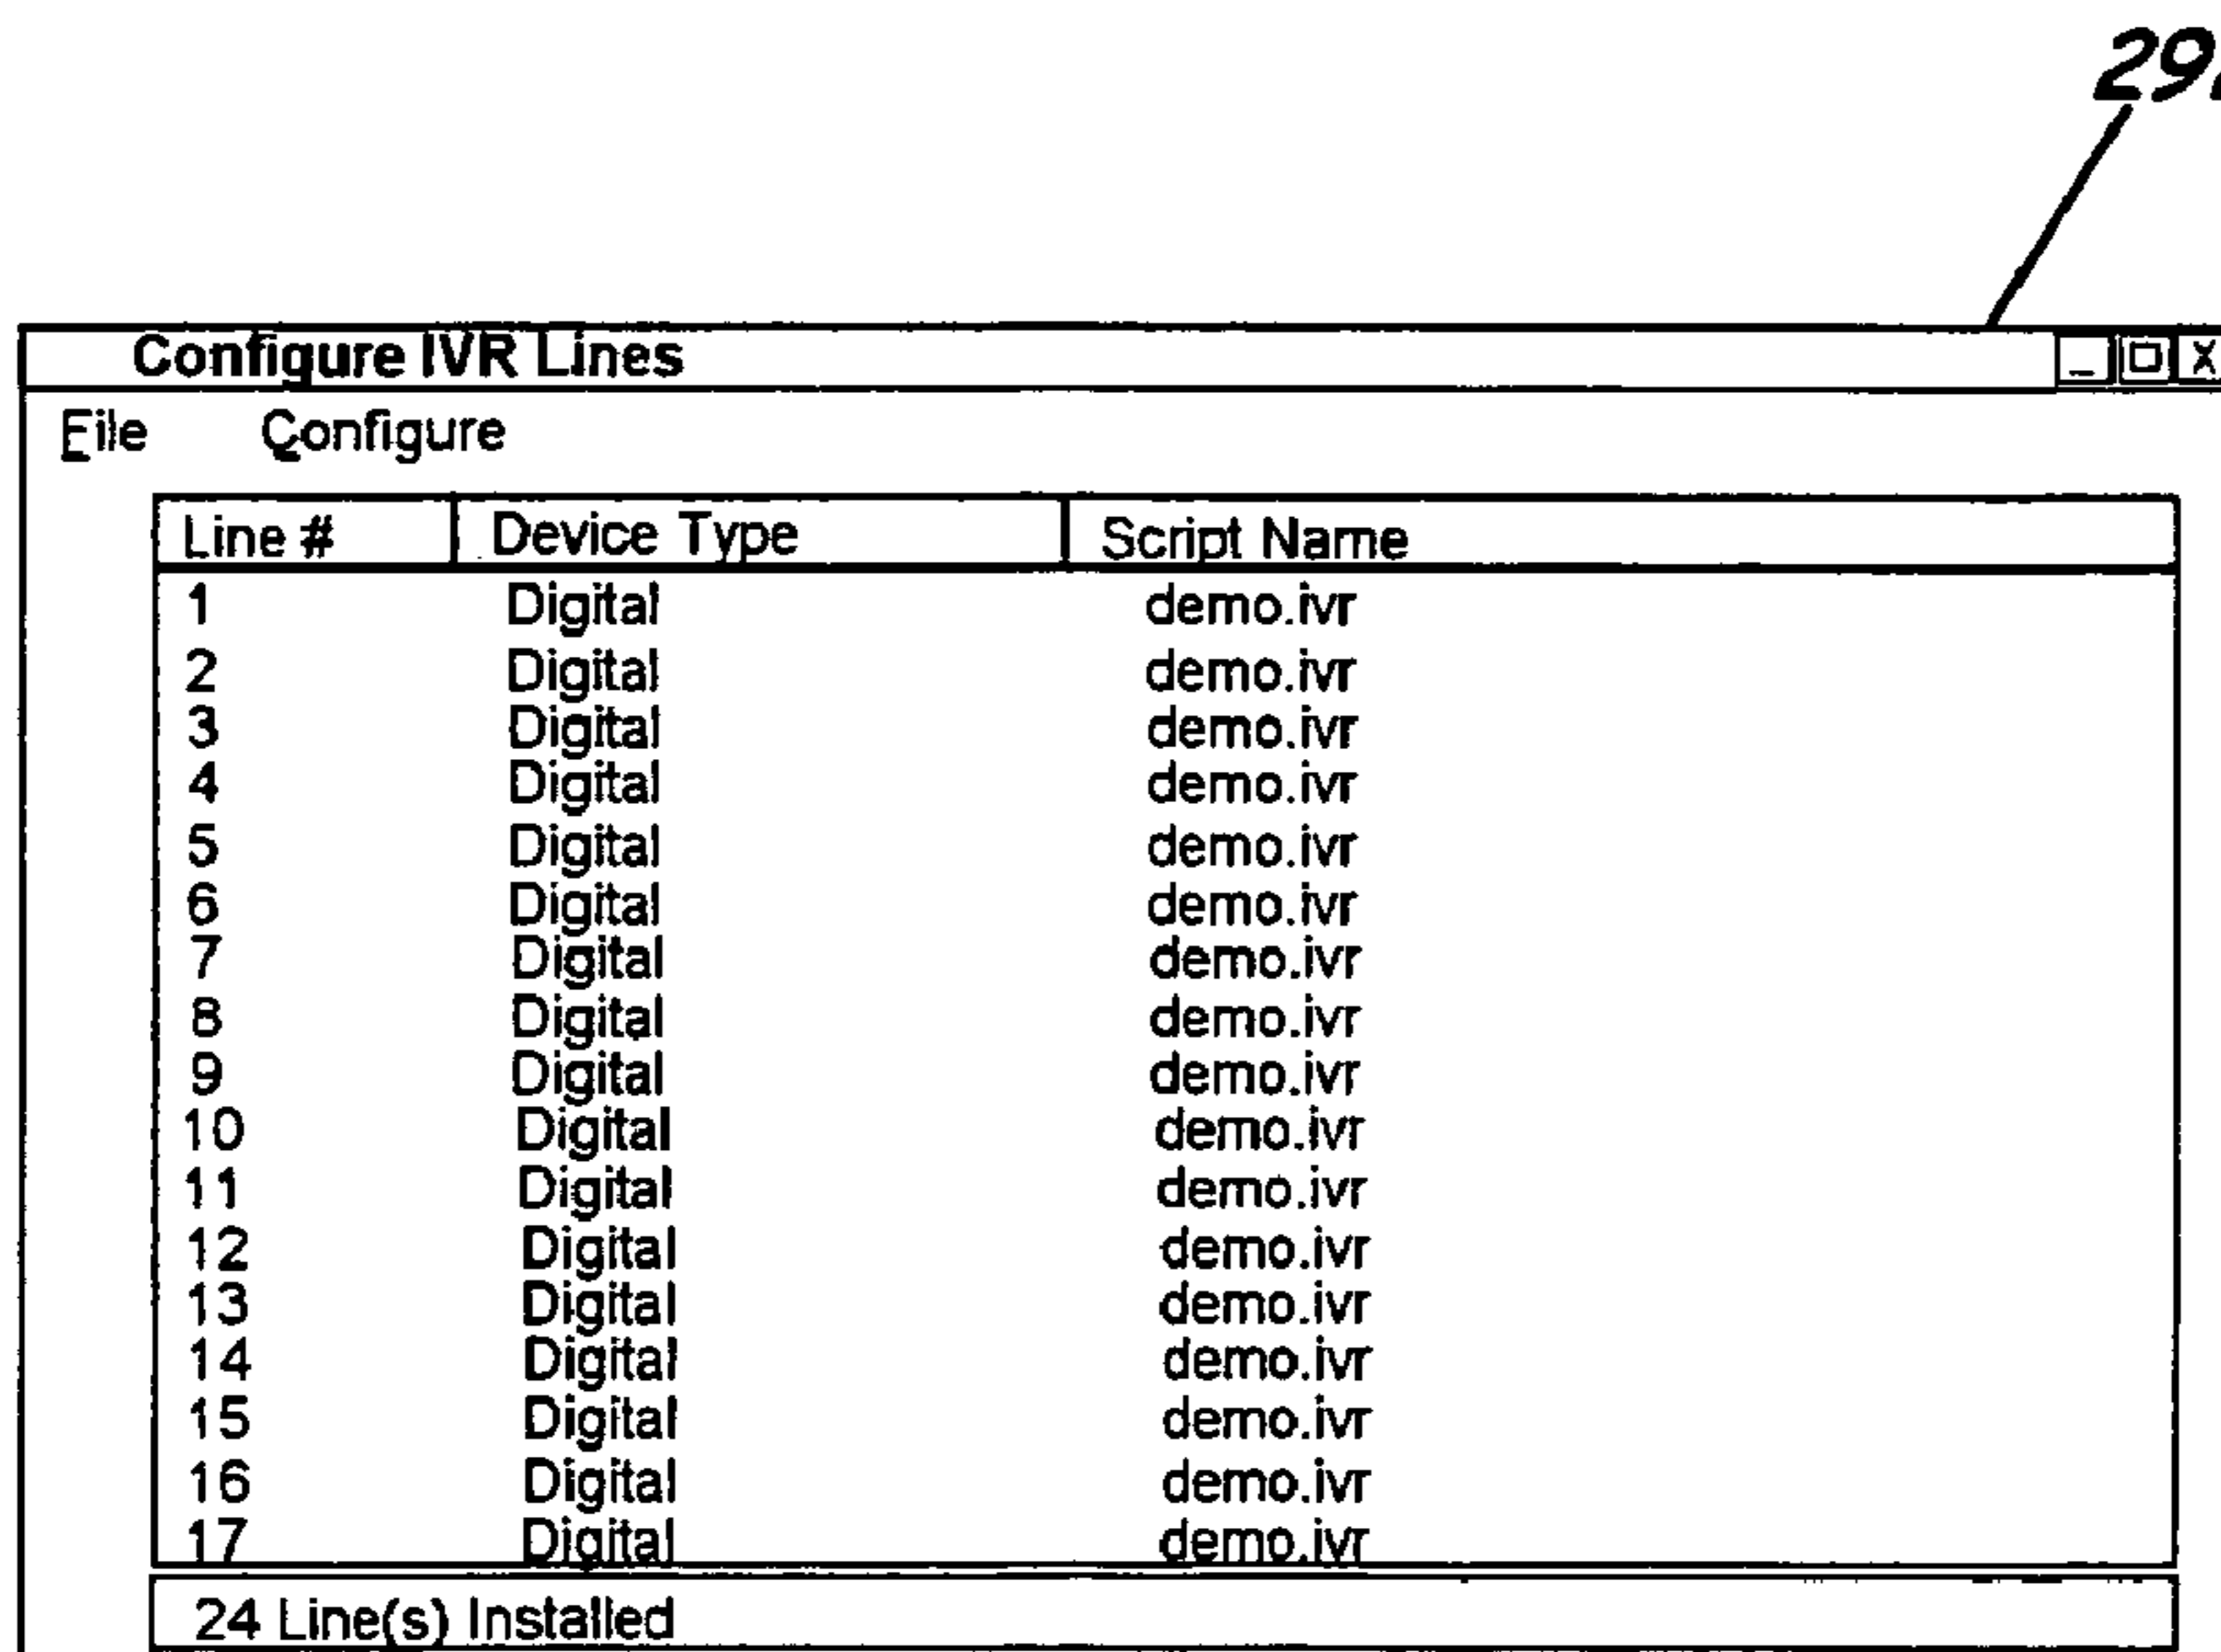 Configure IVR Lines
File Configure
Line # Device Type Script Name
1 Digital demo.ivr
2 Digital demo.ivr
3 Digital demo.ivr
4 Digital demo.ivr
5 Digital demo.ivr
6 Digital demo.ivr
7 Digital demo.ivr
8 Digital demo.ivr
9 Digital demo.ivr
10 Digital demo.ivr
11 Digital demo.ivr
12 Digital demo.ivr
13 Digital demo.ivr
14 Digital demo.ivr
15 Digital demo.ivr
16 Digital demo.ivr
17 Digital demo.ivr
24 Line(s) Installed